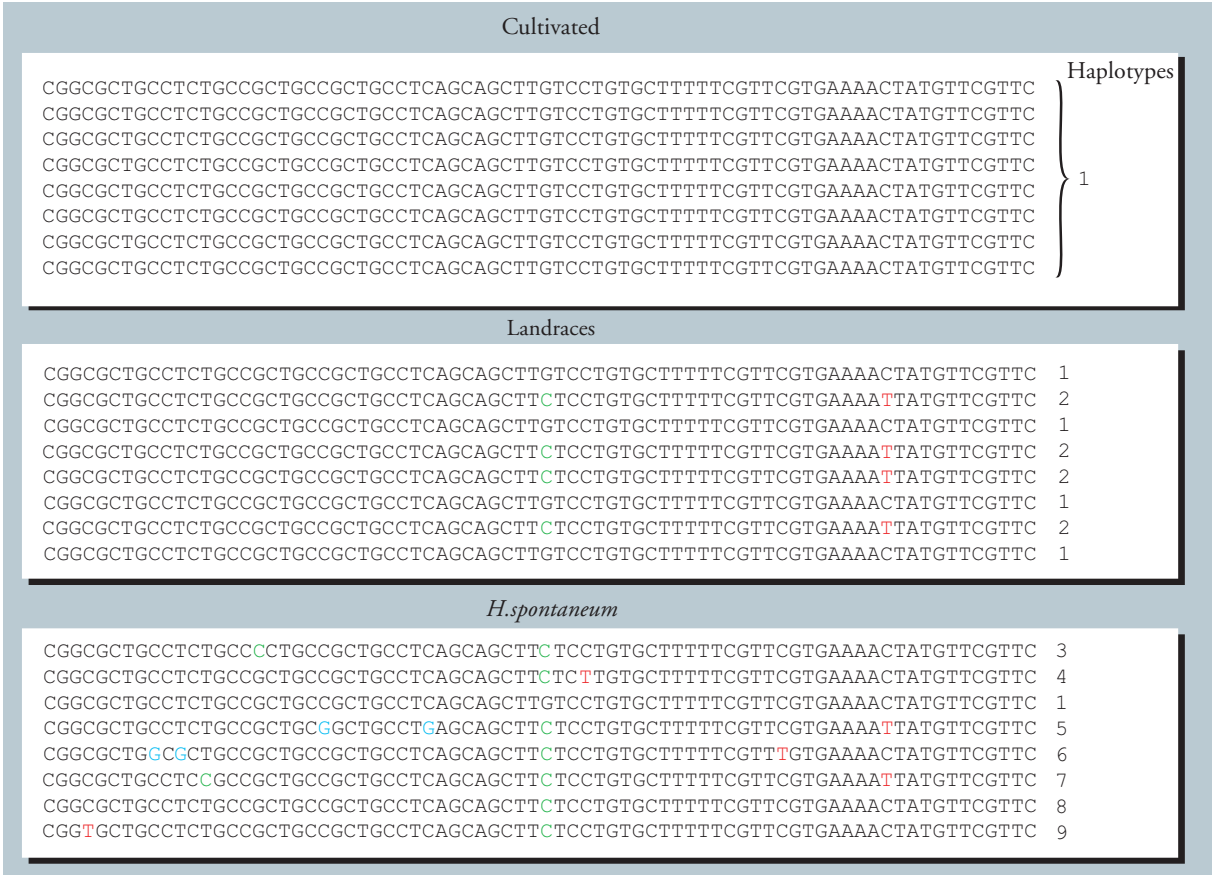 Cultivated
Haplotypes
CGGCGCTGCCTCTGCCGCTGCCGCTGCCTCAGCAGCTTGTCCTGTGCTTTTTCGTTCGTGAAAACTATGTTCGTTC
CGGCGCTGCCTCTGCCGCTGCCGCTGCCTCAGCAGCTTGTCCTGTGCTTTTTCGTTCGTGAAAACTATGTTCGTTC
CGGCGCTGCCTCTGCCGCTGCCGCTGCCTCAGCAGCTTGTCCTGTGCTTTTTCGTTCGTGAAAACTATGTTCGTTC
CGGCGCTGCCTCTGCCGCTGCCGCTGCCTCAGCAGCTTGTCCTGTGCTTTTTCGTTCGTGAAAACTATGTTCGTTC
CGGCGCTGCCTCTGCCGCTGCCGCTGCCTCAGCAGCTTGTCCTGTGCTTTTTCGTTCGTGAAAACTATGTTCGTTC
CGGCGCTGCCTCTGCCGCTGCCGCTGCCTCAGCAGCTTGTCCTGTGCTTTTTCGTTCGTGAAAACTATGTTCGTTC
CGGCGCTGCCTCTGCCGCTGCCGCTGCCTCAGCAGCTTGTCCTGTGCTTTTTCGTTCGTGAAAACTATGTTCGTTC
CGGCGCTGCCTCTGCCGCTGCCGCTGCCTCAGCAGCTTGTCCTGTGCTTTTTCGTTCGTGAAAACTATGTTCGTTC
1
Landraces
CGGCGCTGCCTCTGCCGCTGCCGCTGCCTCAGCAGCTTGTCCTGTGCTTTTTCGTTCGTGAAAACTATGTTCGTTC 1
CGGCGCTGCCTCTGCCGCTGCCGCTGCCTCAGCAGCTTCTCCTGTGCTTTTTCGTTCGTGAAAATTATGTTCGTTC 2
CGGCGCTGCCTCTGCCGCTGCCGCTGCCTCAGCAGCTTGTCCTGTGCTTTTTCGTTCGTGAAAACTATGTTCGTTC 1
CGGCGCTGCCTCTGCCGCTGCCGCTGCCTCAGCAGCTTCTCCTGTGCTTTTTCGTTCGTGAAAATTATGTTCGTTC 2
CGGCGCTGCCTCTGCCGCTGCCGCTGCCTCAGCAGCTTCTCCTGTGCTTTTTCGTTCGTGAAAATTATGTTCGTTC 2
CGGCGCTGCCTCTGCCGCTGCCGCTGCCTCAGCAGCTTGTCCTGTGCTTTTTCGTTCGTGAAAACTATGTTCGTTC 1
CGGCGCTGCCTCTGCCGCTGCCGCTGCCTCAGCAGCTTCTCCTGTGCTTTTTCGTTCGTGAAAATTATGTTCGTTC 2
CGGCGCTGCCTCTGCCGCTGCCGCTGCCTCAGCAGCTTGTCCTGTGCTTTTTCGTTCGTGAAAACTATGTTCGTTC 1
H.spontaneum
CGGCGCTGCCTCTGCCCCTGCCGCTGCCTCAGCAGCTTCTCCTGTGCTTTTTCGTTCGTGAAAACTATGTTCGTTC 3
CGGCGCTGCCTCTGCCGCTGCCGCTGCCTCAGCAGCTTCTCTTGTGCTTTTTCGTTCGTGAAAACTATGTTCGTTC 4
CGGCGCTGCCTCTGCCGCTGCCGCTGCCTCAGCAGCTTGTCCTGTGCTTTTTCGTTCGTGAAAACTATGTTCGTTC 1
CGGCGCTGCCTCTGCCGCTGCGGCTGCCTGAGCAGCTTCTCCTGTGCTTTTTCGTTCGTGAAAATTATGTTCGTTC 5
CGGCGCTGGCGCTGCCGCTGCCGCTGCCTCAGCAGCTTCTCCTGTGCTTTTTCGTTTGTGAAAACTATGTTCGTTC 6
CGGCGCTGCCTCCGCCGCTGCCGCTGCCTCAGCAGCTTCTCCTGTGCTTTTTCGTTCGTGAAAATTATGTTCGTTC 7
CGGCGCTGCCTCTGCCGCTGCCGCTGCCTCAGCAGCTTCTCCTGTGCTTTTTCGTTCGTGAAAACTATGTTCGTTC 8
CGGTGCTGCCTCTGCCGCTGCCGCTGCCTCAGCAGCTTCTCCTGTGCTTTTTCGTTCGTGAAAACTATGTTCGTTC 9